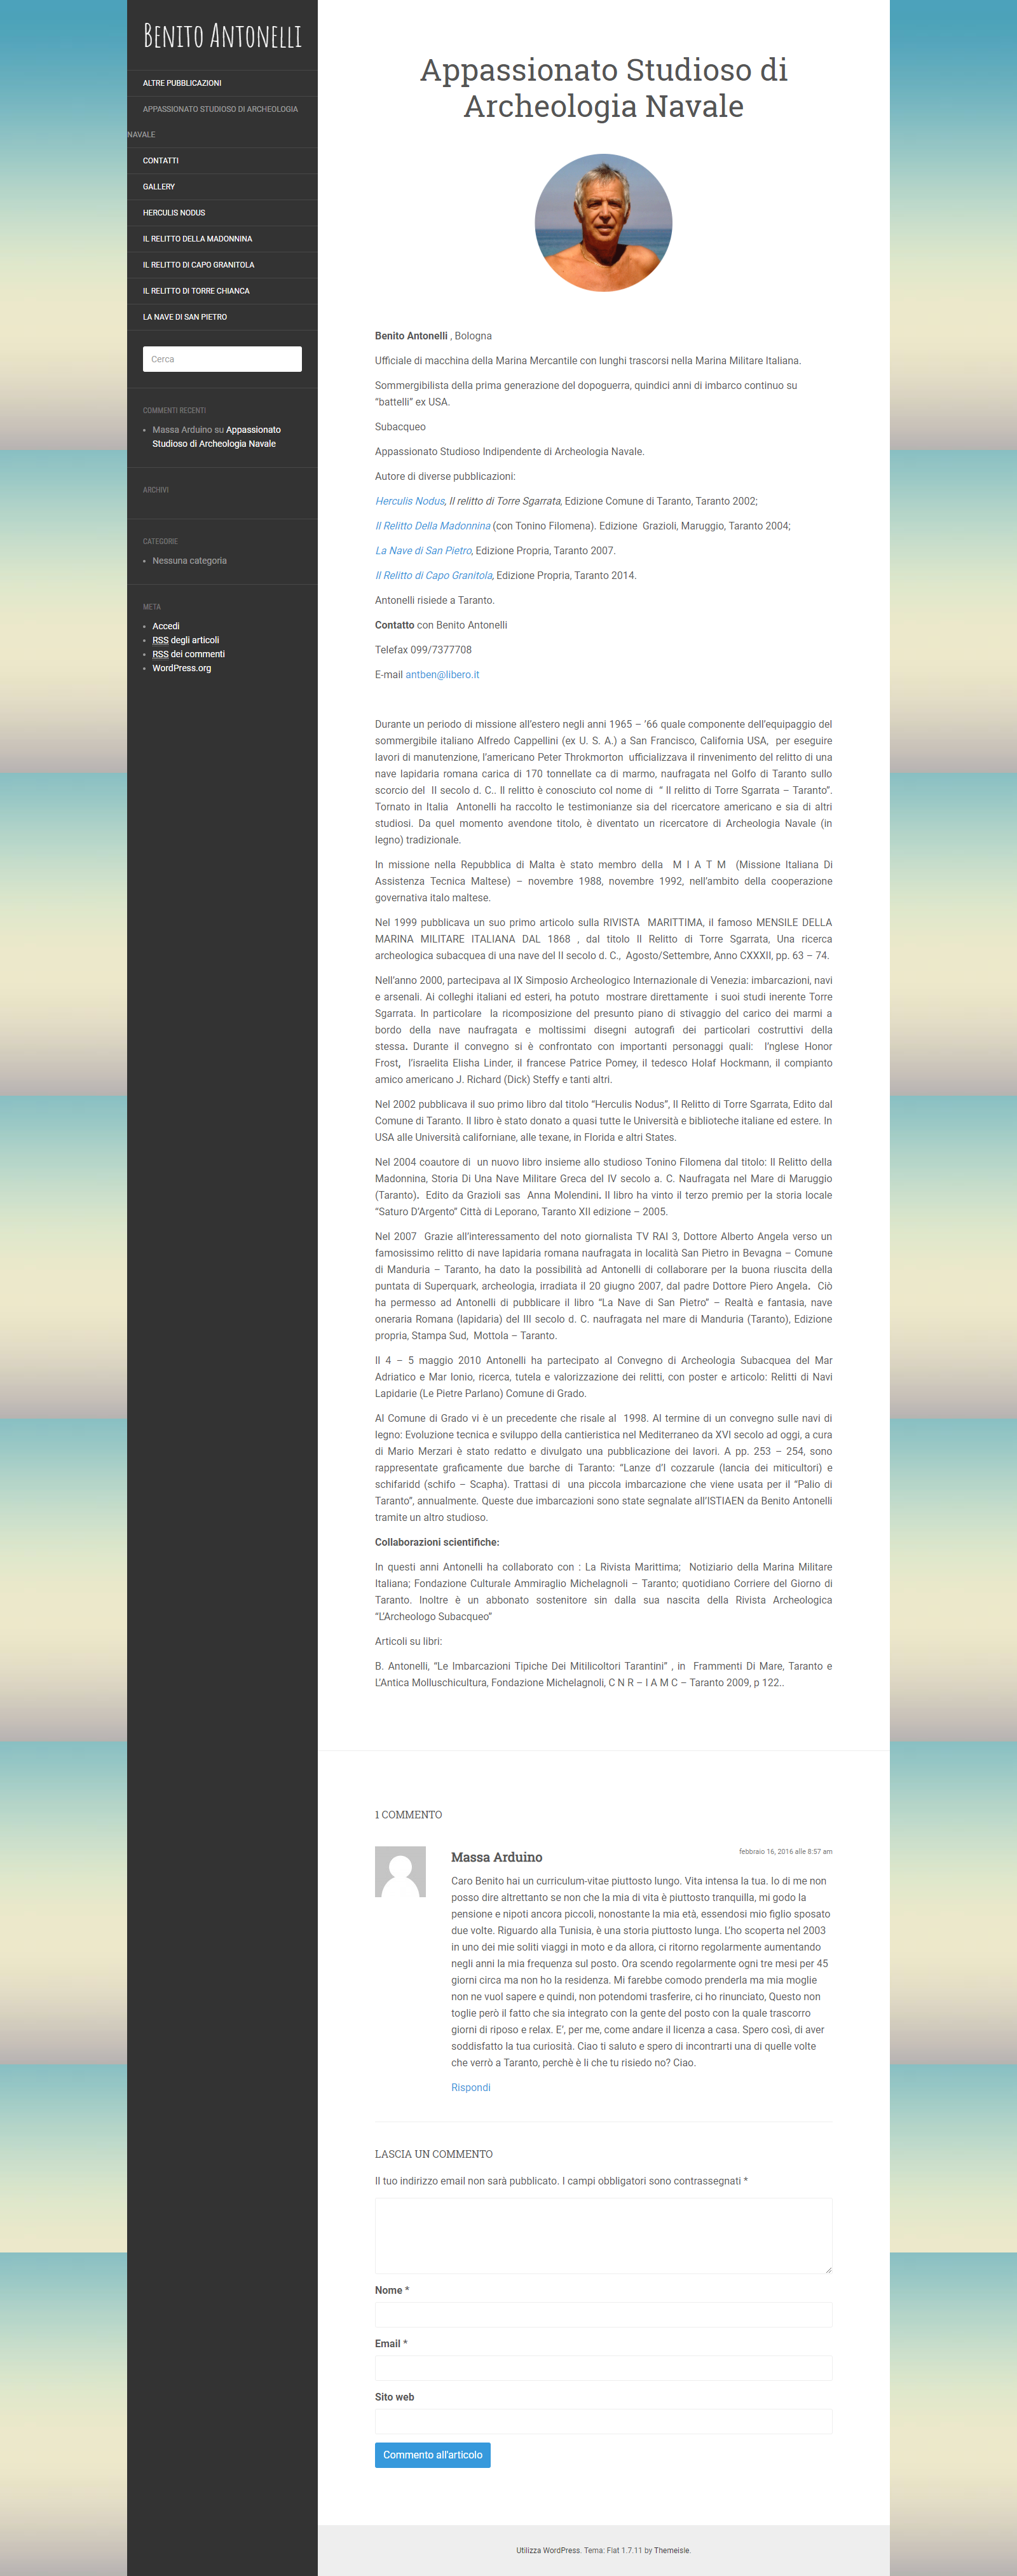 Benito Antonelli
ALTRE PUBBLICAZIONI
APPASSIONATO STUDIOSO DI ARCHEOLOGIA
NAVALE
CONTATTI
GALLERY
HERCULIS NODUS
IL RELITTO DELLA MADONNINA
IL RELITTO DI CAPO GRANITOLA
IL RELITTO DI TORRE CHIANCA
LA NAVE DI SAN PIETRO
Cerca
COMMENTI RECENTI
Massa Arduino su Appassionato
Studioso di Archeologia Navale
ARCHIVI
CATEGORIE
Nessuna categoria
META
Accedi
RSS degli articoli
RSS dei commenti
WordPress.org
Appassionato Studioso di
Archeologia Navale
Benito Antonelli , Bologna
Ufficiale di macchina della Marina Mercantile con lunghi trascorsi nella Marina Militare Italiana.
Sommergibilista della prima generazione del dopoguerra, quindici anni di imbarco continuo su
“battelli” ex USA.
Subacqueo
Appassionato Studioso Indipendente di Archeologia Navale.
Autore di diverse pubblicazioni:
Herculis Nodus, Il relitto di Torre Sgarrata, Edizione Comune di Taranto, Taranto 2002;
Il Relitto Della Madonnina (con Tonino Filomena). Edizione Grazioli, Maruggio, Taranto 2004;
La Nave di San Pietro, Edizione Propria, Taranto 2007.
Il Relitto di Capo Granitola, Edizione Propria, Taranto 2014.
Antonelli risiede a Taranto.
Contatto con Benito Antonelli
Telefax 099/7377708
E-mail antben@libero.it
Durante un periodo di missione all’estero negli anni 1965 – ’66 quale componente dell’equipaggio del
sommergibile italiano Alfredo Cappellini (ex U. S. A.) a San Francisco, California USA, per eseguire
lavori di manutenzione, l’americano Peter Throkmorton ufficializzava il rinvenimento del relitto di una
nave lapidaria romana carica di 170 tonnellate ca di marmo, naufragata nel Golfo di Taranto sullo
scorcio del II secolo d. C.. Il relitto è conosciuto col nome di “ Il relitto di Torre Sgarrata – Taranto”.
Tornato in Italia Antonelli ha raccolto le testimonianze sia del ricercatore americano e sia di altri
studiosi. Da quel momento avendone titolo, è diventato un ricercatore di Archeologia Navale (in
legno) tradizionale.
In missione nella Repubblica di Malta è stato membro della M I A T M (Missione Italiana Di
Assistenza Tecnica Maltese) – novembre 1988, novembre 1992, nell’ambito della cooperazione
governativa italo maltese.
Nel 1999 pubblicava un suo primo articolo sulla RIVISTA MARITTIMA, il famoso MENSILE DELLA
MARINA MILITARE ITALIANA DAL 1868 , dal titolo Il Relitto di Torre Sgarrata, Una ricerca
archeologica subacquea di una nave del II secolo d. C., Agosto/Settembre, Anno CXXXII, pp. 63 – 74.
Nell’anno 2000, partecipava al IX Simposio Archeologico Internazionale di Venezia: imbarcazioni, navi
e arsenali. Ai colleghi italiani ed esteri, ha potuto mostrare direttamente i suoi studi inerente Torre
Sgarrata. In particolare la ricomposizione del presunto piano di stivaggio del carico dei marmi a
bordo della nave naufragata e moltissimi disegni autografi dei particolari costruttivi della
stessa. Durante il convegno si è confrontato con importanti personaggi quali: l’nglese Honor
Frost, l’israelita Elisha Linder, il francese Patrice Pomey, il tedesco Holaf Hockmann, il compianto
amico americano J. Richard (Dick) Steffy e tanti altri.
Nel 2002 pubblicava il suo primo libro dal titolo “Herculis Nodus”, Il Relitto di Torre Sgarrata, Edito dal
Comune di Taranto. Il libro è stato donato a quasi tutte le Università e biblioteche italiane ed estere. In
USA alle Università californiane, alle texane, in Florida e altri States.
Nel 2004 coautore di un nuovo libro insieme allo studioso Tonino Filomena dal titolo: Il Relitto della
Madonnina, Storia Di Una Nave Militare Greca del IV secolo a. C. Naufragata nel Mare di Maruggio
(Taranto). Edito da Grazioli sas Anna Molendini. Il libro ha vinto il terzo premio per la storia locale
“Saturo D’Argento” Città di Leporano, Taranto XII edizione – 2005.
Nel 2007 Grazie all’interessamento del noto giornalista TV RAI 3, Dottore Alberto Angela verso un
famosissimo relitto di nave lapidaria romana naufragata in località San Pietro in Bevagna – Comune
di Manduria – Taranto, ha dato la possibilità ad Antonelli di collaborare per la buona riuscita della
puntata di Superquark, archeologia, irradiata il 20 giugno 2007, dal padre Dottore Piero Angela. Ciò
ha permesso ad Antonelli di pubblicare il libro “La Nave di San Pietro” – Realtà e fantasia, nave
oneraria Romana (lapidaria) del III secolo d. C. naufragata nel mare di Manduria (Taranto), Edizione
propria, Stampa Sud, Mottola – Taranto.
Il 4 – 5 maggio 2010 Antonelli ha partecipato al Convegno di Archeologia Subacquea del Mar
Adriatico e Mar Ionio, ricerca, tutela e valorizzazione dei relitti, con poster e articolo: Relitti di Navi
Lapidarie (Le Pietre Parlano) Comune di Grado.
Al Comune di Grado vi è un precedente che risale al 1998. Al termine di un convegno sulle navi di
legno: Evoluzione tecnica e sviluppo della cantieristica nel Mediterraneo da XVI secolo ad oggi, a cura
di Mario Merzari è stato redatto e divulgato una pubblicazione dei lavori. A pp. 253 – 254, sono
rappresentate graficamente due barche di Taranto: “Lanze d’I cozzarule (lancia dei miticultori) e
schifaridd (schifo – Scapha). Trattasi di una piccola imbarcazione che viene usata per il “Palio di
Taranto”, annualmente. Queste due imbarcazioni sono state segnalate all’ISTIAEN da Benito Antonelli
tramite un altro studioso.
Collaborazioni scientifiche:
In questi anni Antonelli ha collaborato con : La Rivista Marittima; Notiziario della Marina Militare
Italiana; Fondazione Culturale Ammiraglio Michelagnoli – Taranto; quotidiano Corriere del Giorno di
Taranto. Inoltre è un abbonato sostenitore sin dalla sua nascita della Rivista Archeologica
“L’Archeologo Subacqueo”
Articoli su libri:
B. Antonelli, “Le Imbarcazioni Tipiche Dei Mitilicoltori Tarantini” , in Frammenti Di Mare, Taranto e
L’Antica Molluschicultura, Fondazione Michelagnoli, C N R – I A M C – Taranto 2009, p 122..
1 COMMENTO
Massa Arduino
febbraio 16, 2016 alle 8:57 am
Caro Benito hai un curriculum-vitae piuttosto lungo. Vita intensa la tua. Io di me non
posso dire altrettanto se non che la mia di vita è piuttosto tranquilla, mi godo la
pensione e nipoti ancora piccoli, nonostante la mia età, essendosi mio figlio sposato
due volte. Riguardo alla Tunisia, è una storia piuttosto lunga. L’ho scoperta nel 2003
in uno dei mie soliti viaggi in moto e da allora, ci ritorno regolarmente aumentando
negli anni la mia frequenza sul posto. Ora scendo regolarmente ogni tre mesi per 45
giorni circa ma non ho la residenza. Mi farebbe comodo prenderla ma mia moglie
non ne vuol sapere e quindi, non potendomi trasferire, ci ho rinunciato, Questo non
toglie però il fatto che sia integrato con la gente del posto con la quale trascorro
giorni di riposo e relax. E’, per me, come andare il licenza a casa. Spero così, di aver
soddisfatto la tua curiosità. Ciao ti saluto e spero di incontrarti una di quelle volte
che verrò a Taranto, perchè è li che tu risiedo no? Ciao.
Rispondi
LASCIA UN COMMENTO
Il tuo indirizzo email non sarà pubblicato. I campi obbligatori sono contrassegnati *
Nome *
Email *
Sito web
Commento all'articolo
Utilizza WordPress. Tema: Flat 1.7.11 by Themeisle.